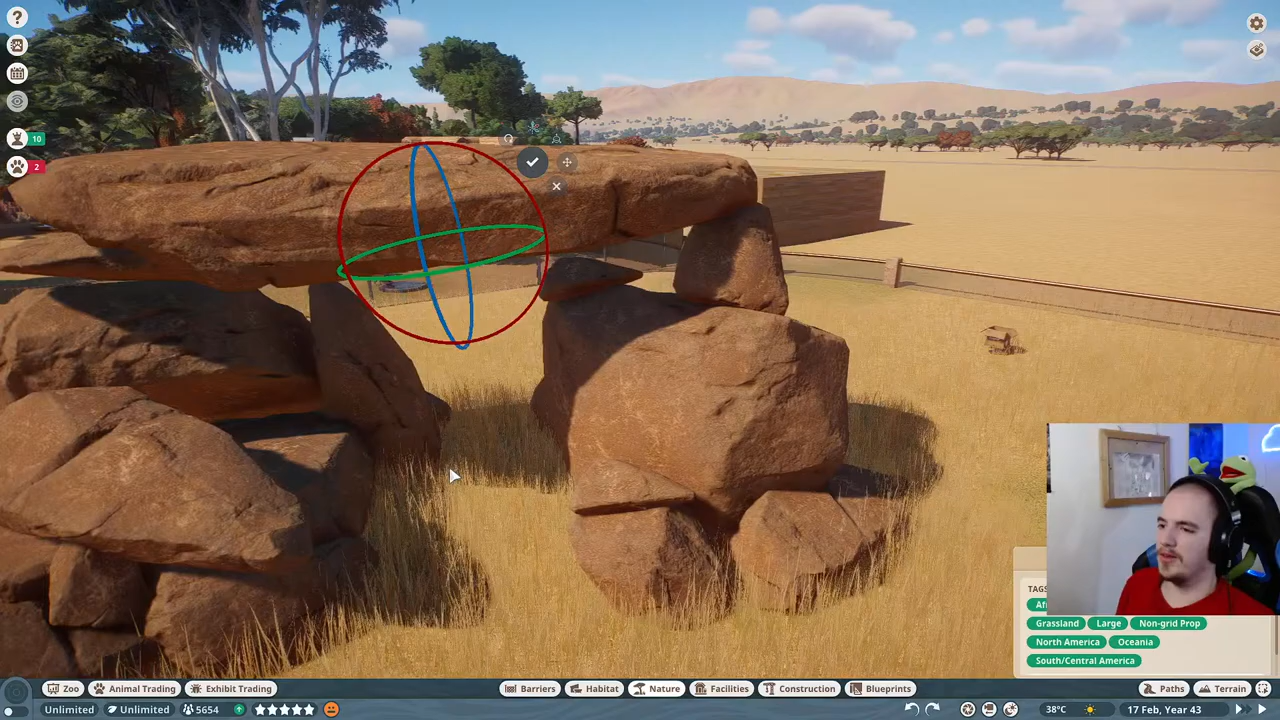 ?
10
2
TAGS
Grassland Large Non-grid Prop
North America Oceania
South/Central America
Zoo Animal Trading Exhibit Trading Barriers Habitat Nature Facilities Construction Blueprints Paths Terrain
Unlimited Unlimited 5654 38°C 17 Feb, Year 43